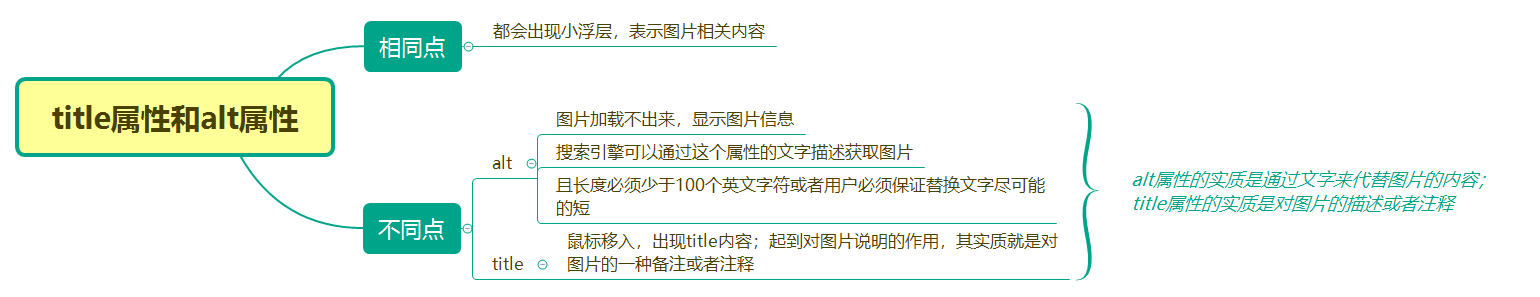 title属性和alt属性
相同点
都会出现小浮层，表示图片相关内容
不同点
alt
图片加载不出来，显示图片信息
搜索引擎可以通过这个属性的文字描述获取图片
且长度必须少于100个英文字符或者用户必须保证替换文字尽可能
的短
title
鼠标移入，出现title内容；起到对图片说明的作用，其实质就是对
图片的一种备注或者注释
alt属性的实质是通过文字来代替图片的内容；
title属性的实质是对图片的描述或者注释